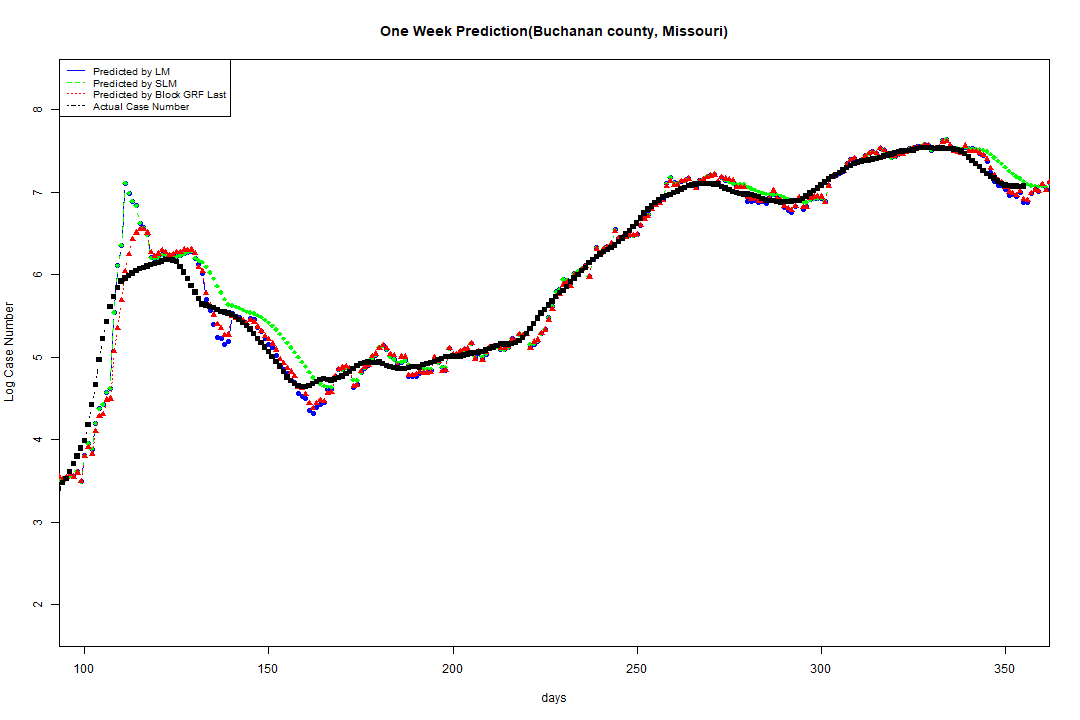 One Week Prediction(Buchanan county, Missouri)
Predicted by LM
Predicted by SLM
Predicted by Block GRF Last
Actual Case Number
8
7
6
5
4
3
2
Log Case Number
100 150 200 250 300 350
days